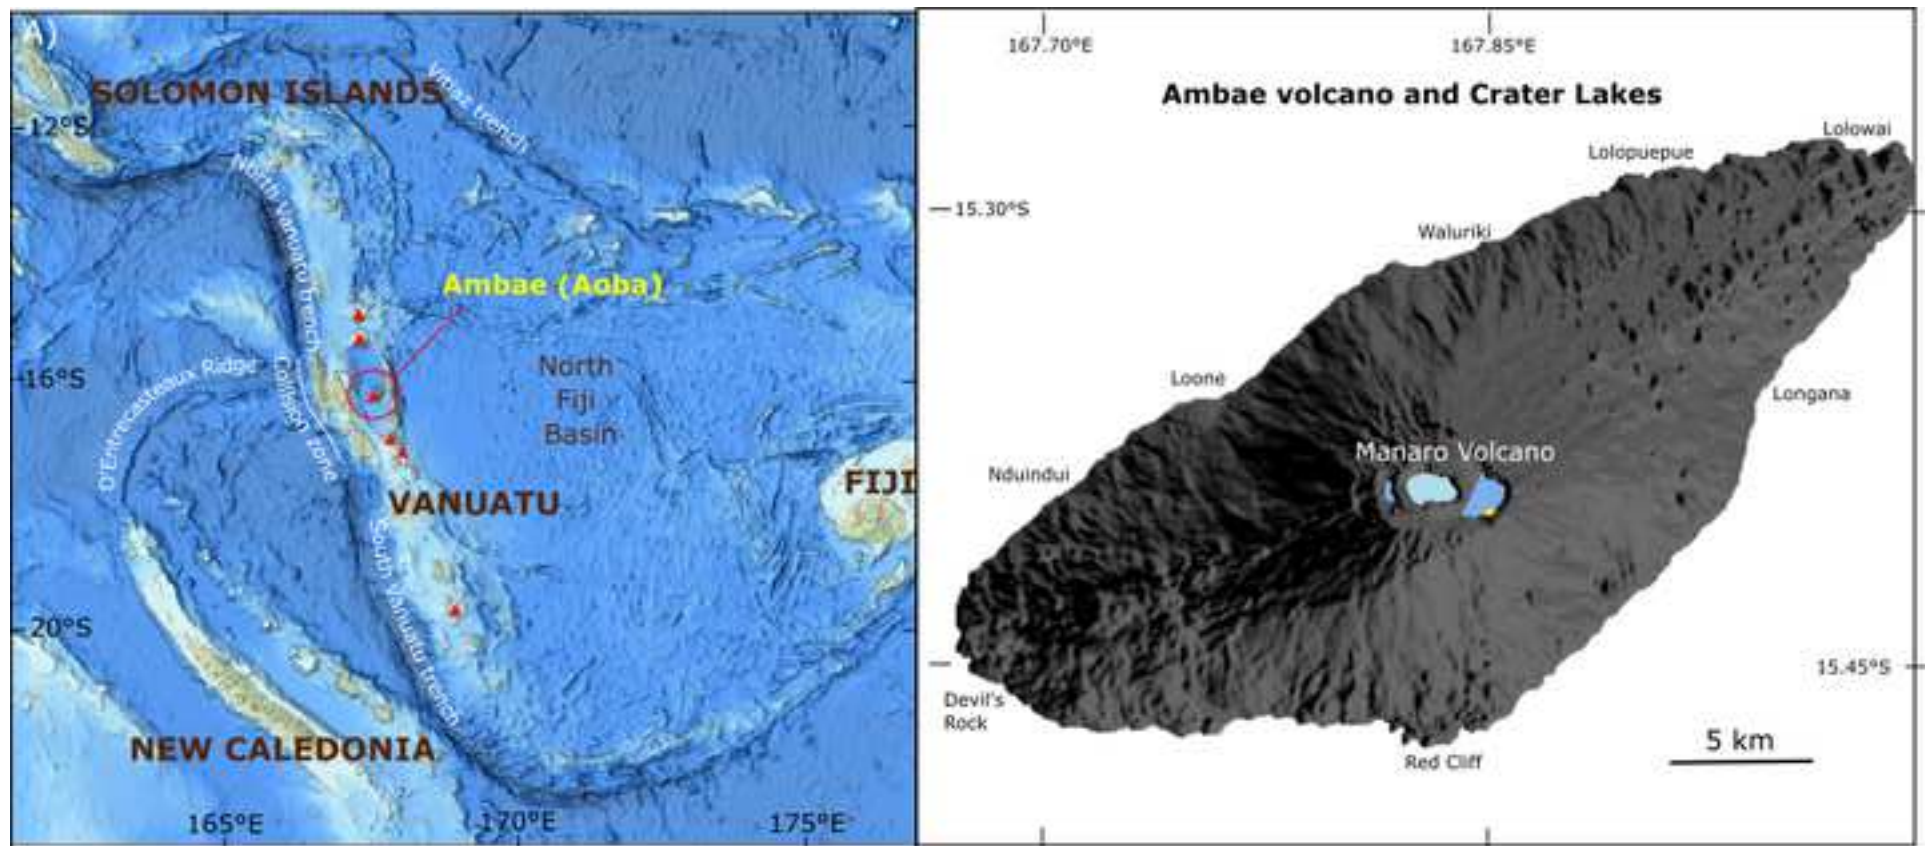 A)
SOLOMON ISLANDS
Vitiaz trench
12°S
North Vanuatu trench
Ambae (Aoba)
16°S
D'Entrecasteaux Ridge
Collision zone
North
Fiji
Basin
FIJI
VANUATU
South Vanuatu trench
20°S
NEW CALEDONIA
165°E
170°E
175°E
167.70°E
167.85°E
Ambae volcano and Crater Lakes
Lolowai
Lolopuepue
15.30°S
Waluriki
Loone
Longana
Manaro Volcano
Nduindui
15.45°S
Devil's
Rock
5 km
Red Cliff